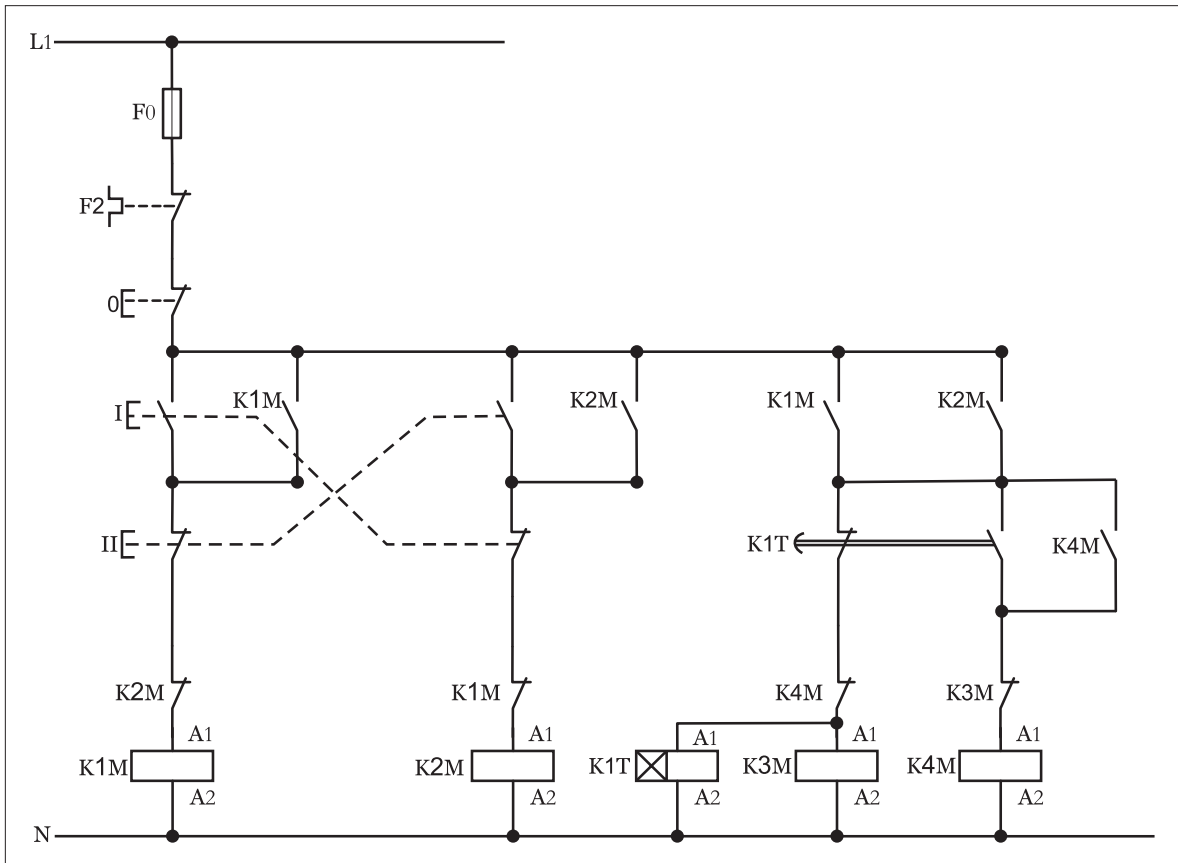 L1
F0
F2
0
I K1M K2M K1M K2M
II K1T K4M
K2M K1M K4M K3M
A1 A1 A1 A1 A1
K1M K2M K1T K3M K4M
A2 A2 A2 A2 A2
N